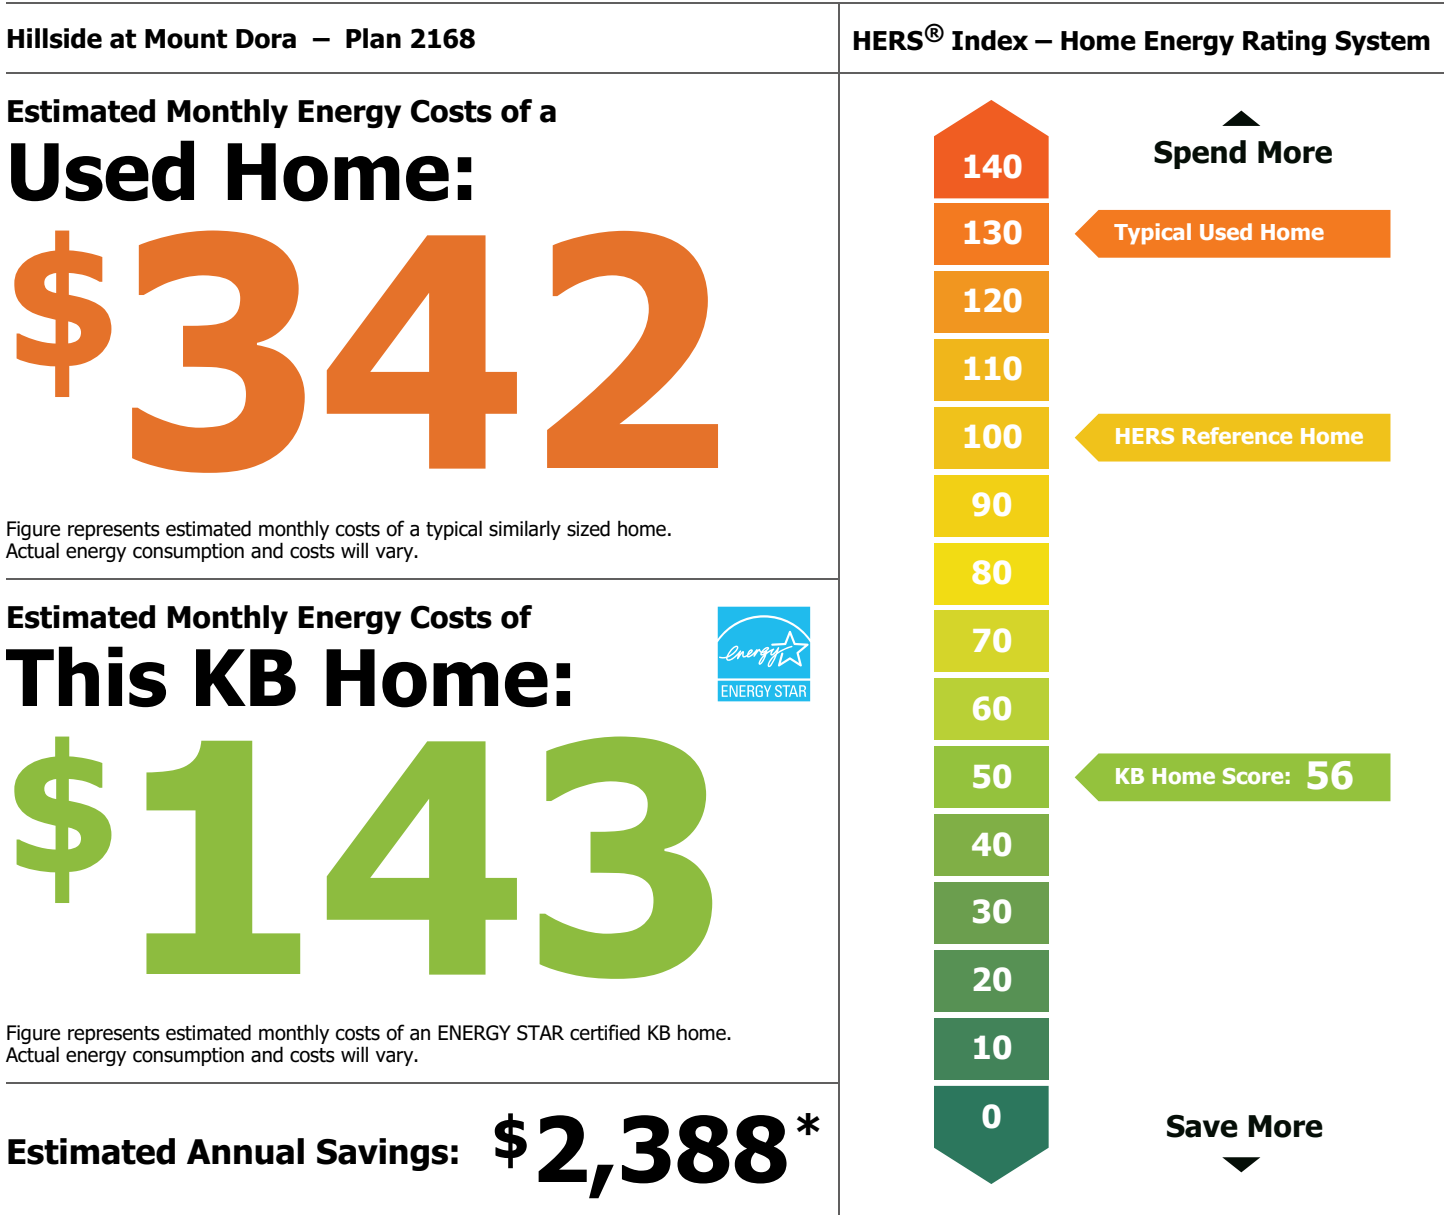 Hillside at Mount Dora – Plan 2168
Estimated Monthly Energy Costs of a
Used Home:
$342
Figure represents estimated monthly costs of a typical similarly sized home.
Actual energy consumption and costs will vary.
Estimated Monthly Energy Costs of
This KB Home:
energy
ENERGY STAR
$143
Figure represents estimated monthly costs of an ENERGY STAR certified KB home.
Actual energy consumption and costs will vary.
Estimated Annual Savings: $2,388*
HERS® Index – Home Energy Rating System
Spend More
140
130 Typical Used Home
120
110
100 HERS Reference Home
90
80
70
60
50 KB Home Score: 56
40
30
20
10
0
Save More